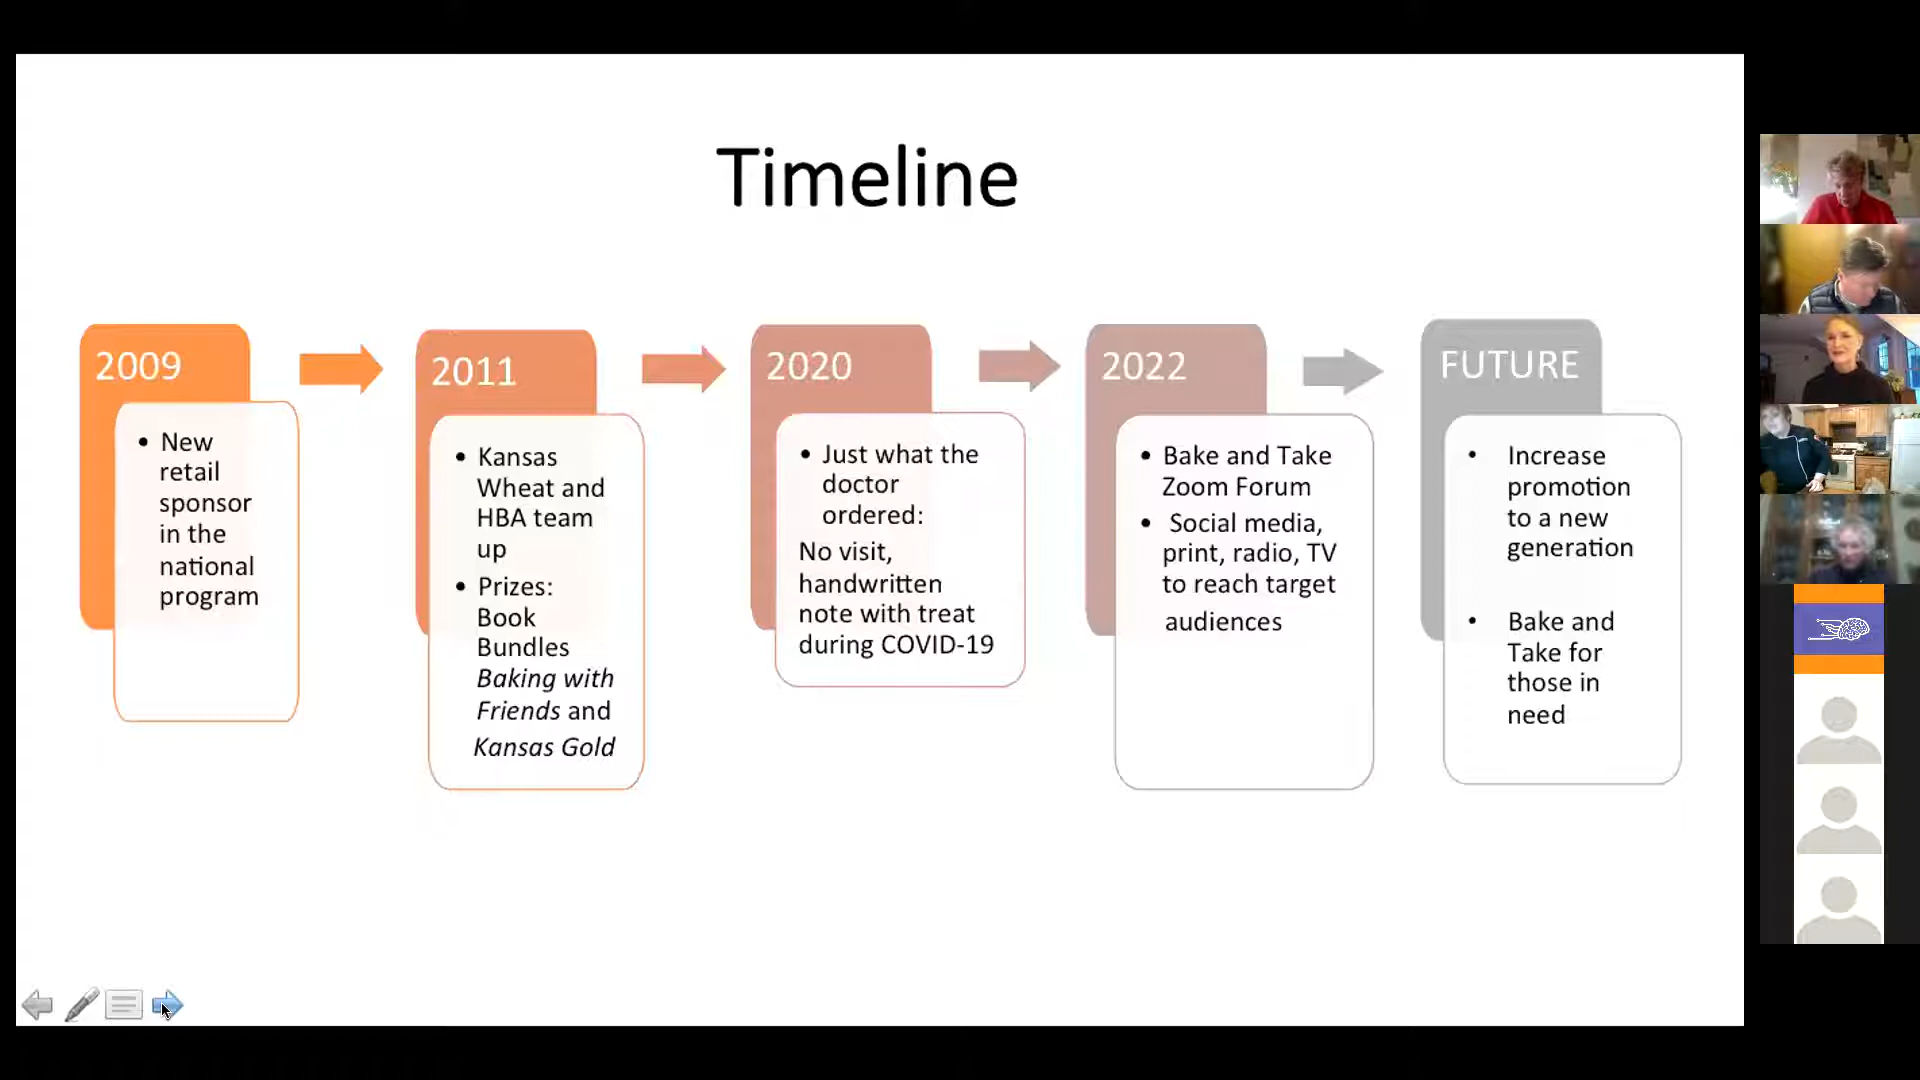 Timeline
2009
• New
retail
sponsor
in the
national
program
2011
• Kansas
Wheat and
HBA team
up
• Prizes:
Book
Bundles
Baking with
Friends and
Kansas Gold
2020
• Just what the
doctor
ordered:
No visit,
handwritten
note with treat
during COVID-19
2022
• Bake and Take
Zoom Forum
• Social media,
print, radio, TV
to reach target
audiences
FUTURE
• Increase
promotion
to a new
generation
• Bake and
Take for
those in
need